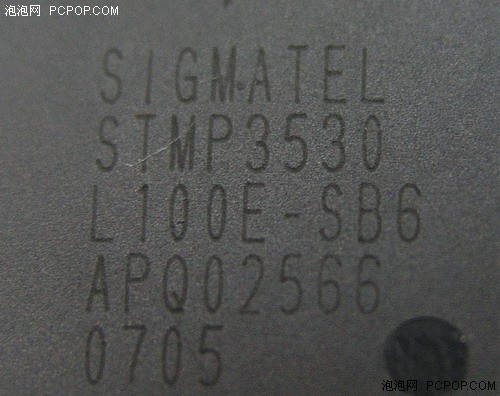 泡泡网 PCPOP.COM
SIGMATEL
STMP3530
L100E-SB6
APQ02566
0705
泡泡网 PCPOP.COM